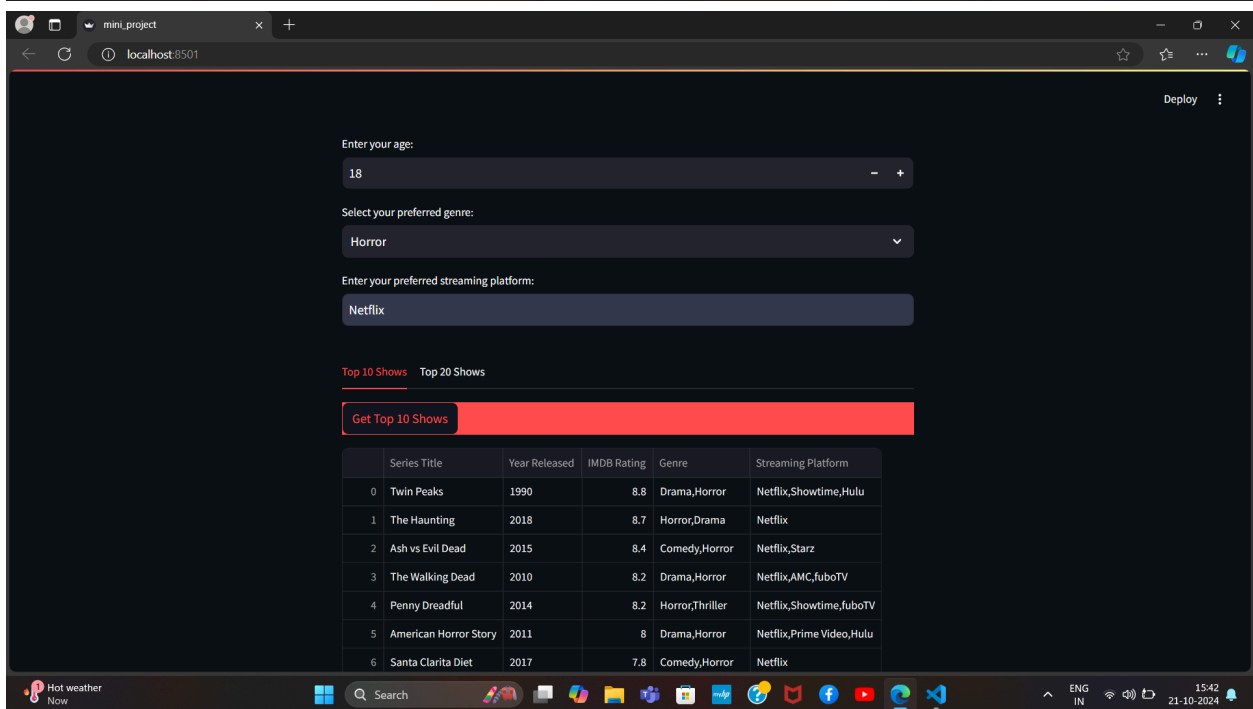 mini_project
localhost:8501
Deploy
Enter your age:
18
Select your preferred genre:
Horror
Enter your preferred streaming platform:
Netflix
Top 10 Shows Top 20 Shows
Get Top 10 Shows
Series Title Year Released IMDB Rating Genre Streaming Platform
0 Twin Peaks 1990 8.8 Drama,Horror Netflix,Showtime,Hulu
1 The Haunting 2018 8.7 Horror,Drama Netflix
2 Ash vs Evil Dead 2015 8.4 Comedy,Horror Netflix,Starz
3 The Walking Dead 2010 8.2 Drama,Horror Netflix,AMC,fuboTV
4 Penny Dreadful 2014 8.2 Horror,Thriller Netflix,Showtime,fuboTV
5 American Horror Story 2011 8 Drama,Horror Netflix,Prime Video,Hulu
6 Santa Clarita Diet 2017 7.8 Comedy,Horror Netflix
1 Hot weather
Now
Search
myhp
ENG
IN
15:42
21-10-2024